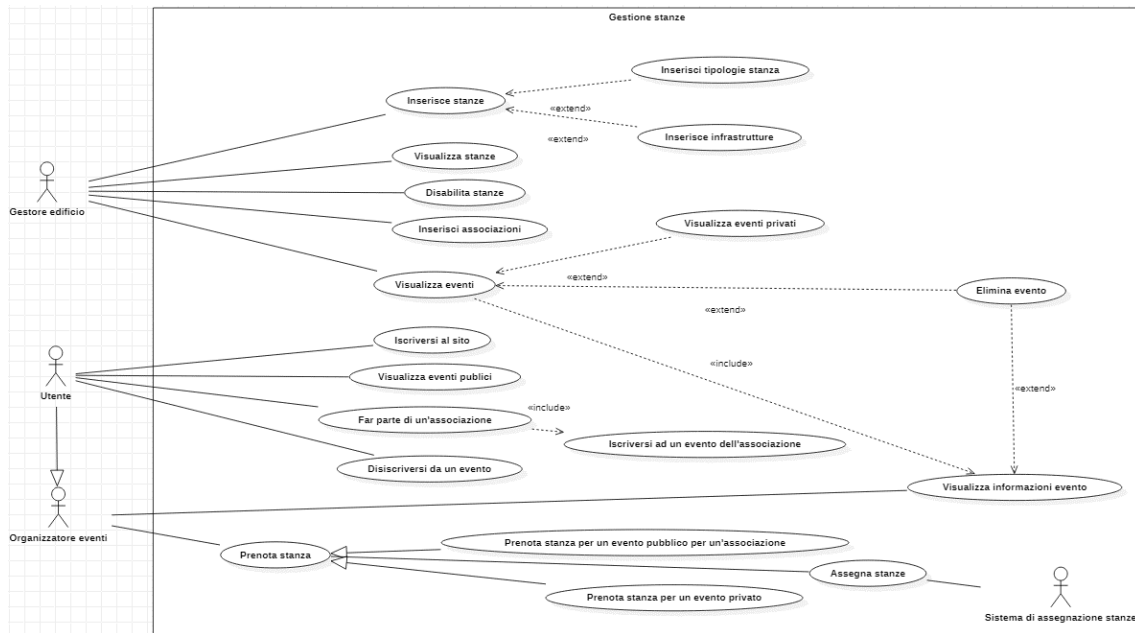 Gestione stanze
Inserisci tipologie stanza
Inserisce stanze
«extend»
Inserisce infrastrutture
«extend»
Visualizza stanze
Disabilita stanze
Gestore edificio
Visualizza eventi privati
Inserisci associazioni
«extend»
Visualizza eventi
Elimina evento
«extend»
Iscriversi al sito
«include»
Visualizza eventi publici
«extend»
Utente
«include»
Far parte di un'associazione
Iscriversi ad un evento dell'associazione
Disiscriversi da un evento
Visualizza informazioni evento
Organizzatore eventi
Prenota stanza per un evento pubblico per un'associazione
Prenota stanza
Assegna stanze
Prenota stanza per un evento privato
Sistema di assegnazione stanze